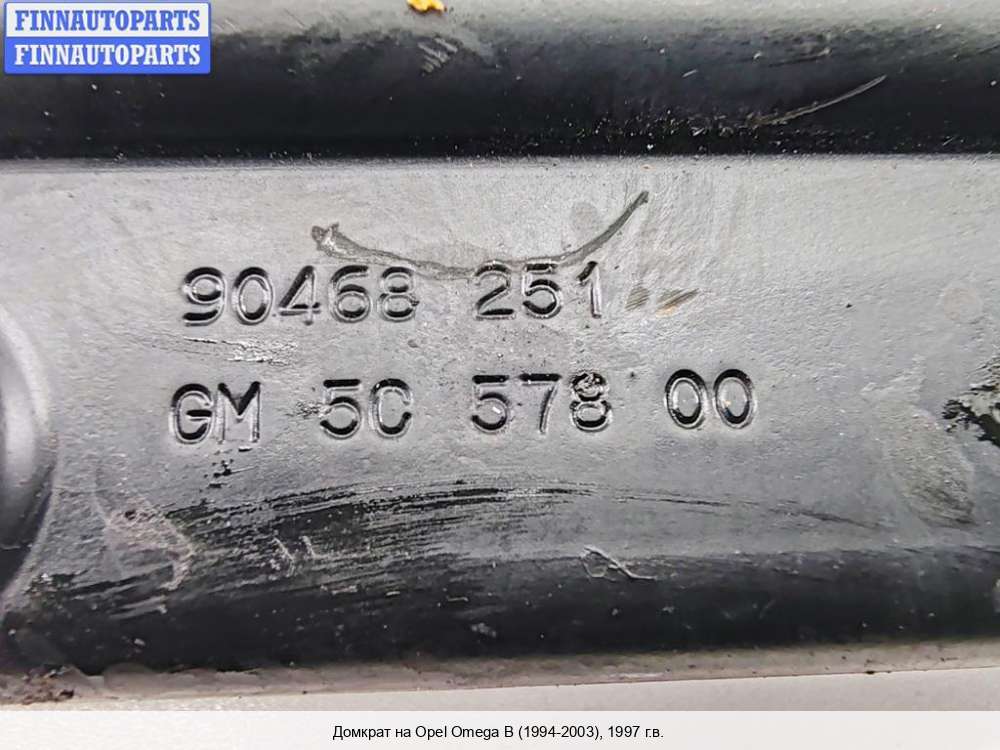 FINNAUTOPARTS
FINNAUTOPARTS
90468 251
GM 5C 578 00
Домкрат на Opel Omega B (1994-2003), 1997 г.в.